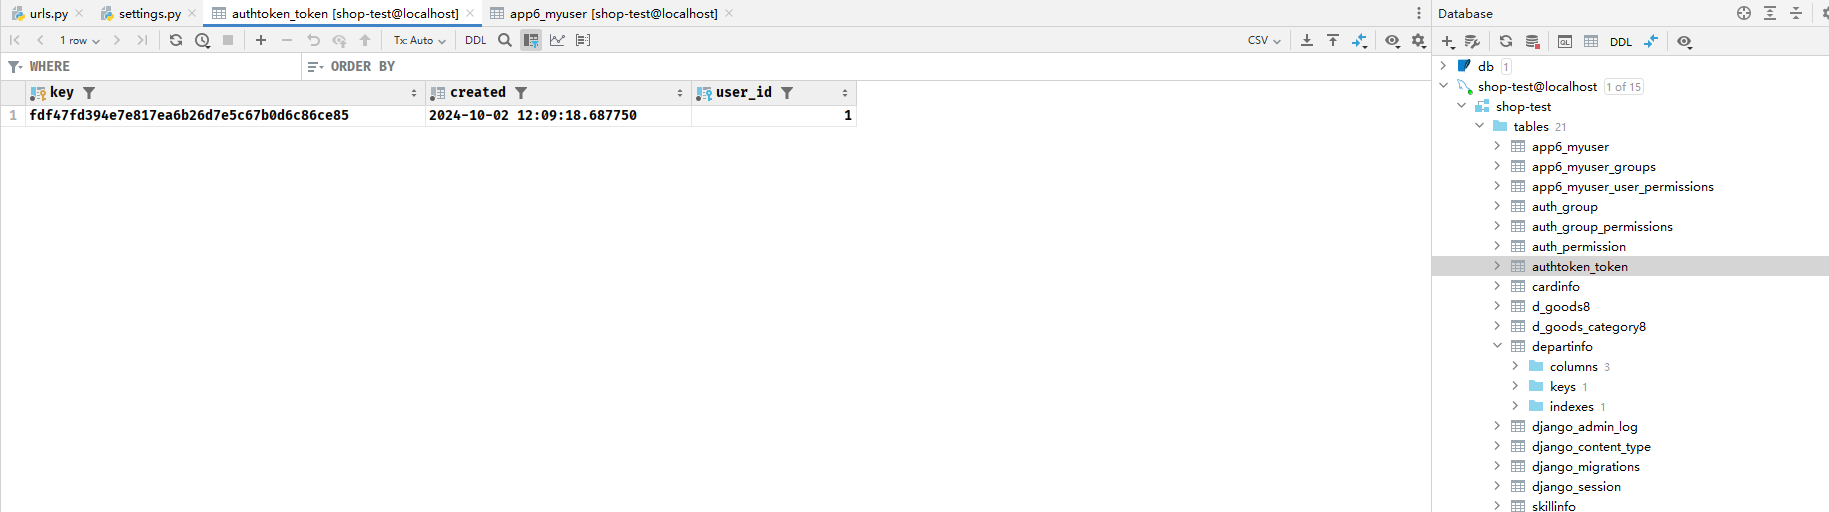 urls.py settings.py authtoken_token [shop-test@localhost] app6_myuser [shop-test@localhost]
1 row Tx: Auto DDL CSV
WHERE ORDER BY
key created user_id
1 fdf47fd394e7e817ea6b26d7e5c67b0d6c86ce85 2024-10-02 12:09:18.687750 1
Database
QL DDL
db 1
shop-test@localhost 1 of 15
shop-test
tables 21
app6_myuser
app6_myuser_groups
app6_myuser_user_permissions
auth_group
auth_group_permissions
auth_permission
authtoken_token
cardinfo
d_goods8
d_goods_category8
departinfo
columns 3
keys 1
indexes 1
django_admin_log
django_content_type
django_migrations
django_session
skillinfo